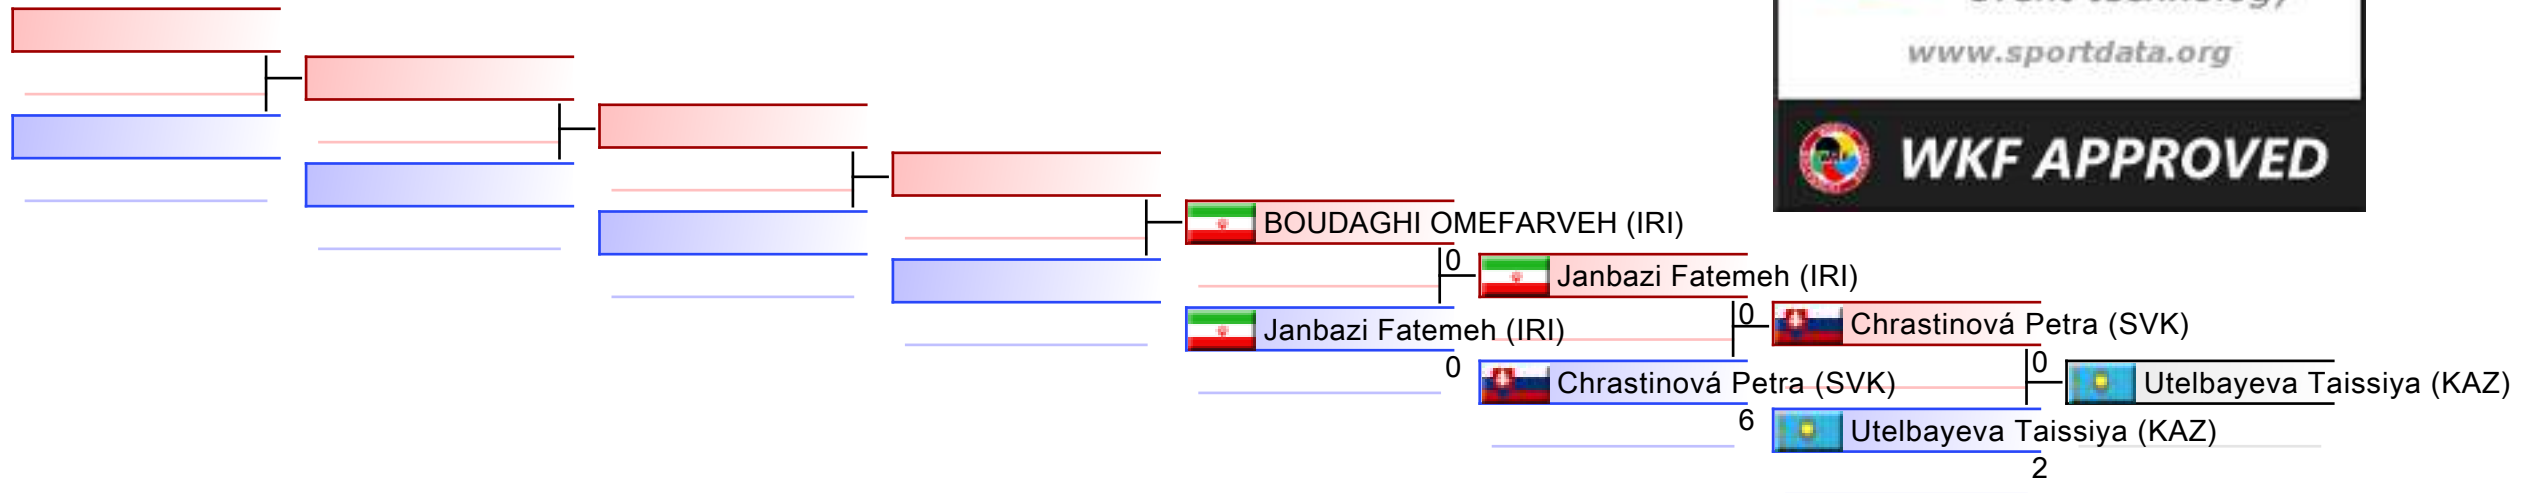 www.sportdata.org
WKF APPROVED
BOUDAGHI OMEFARVEH (IRI)
0
Janbazi Fatemeh (IRI)
0
Janbazi Fatemeh (IRI)
0
Chrastinová Petra (SVK)
6
Chrastinová Petra (SVK)
0
Utelbayeva Taissiya (KAZ)
2
Utelbayeva Taissiya (KAZ)